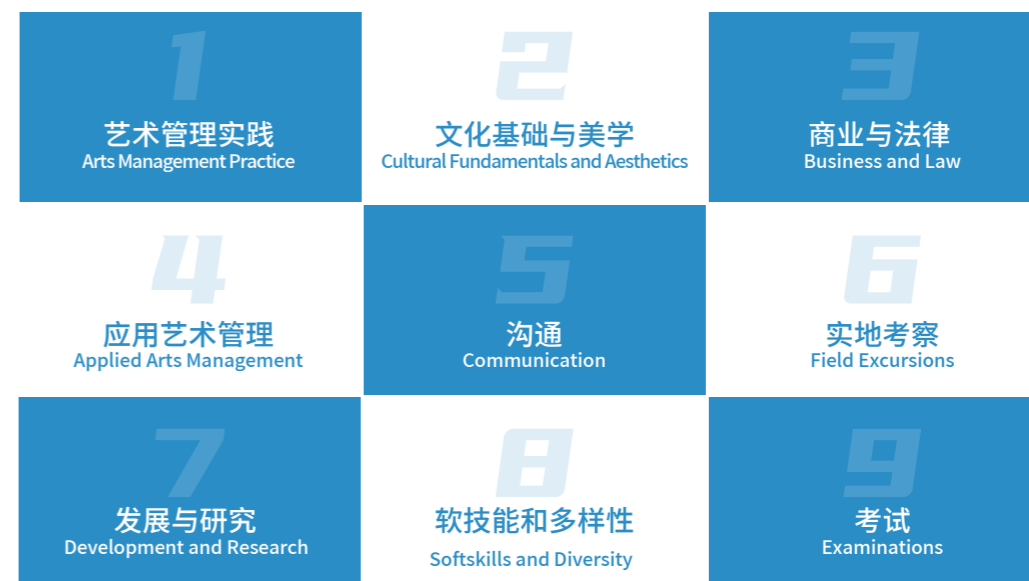 1
艺术管理实践
Arts Management Practice
2
文化基础与美学
Cultural Fundamentals and Aesthetics
3
商业与法律
Business and Law
4
应用艺术管理
Applied Arts Management
5
沟通
Communication
6
实地考察
Field Excursions
7
发展与研究
Development and Research
8
软技能和多样性
Softskills and Diversity
9
考试
Examinations